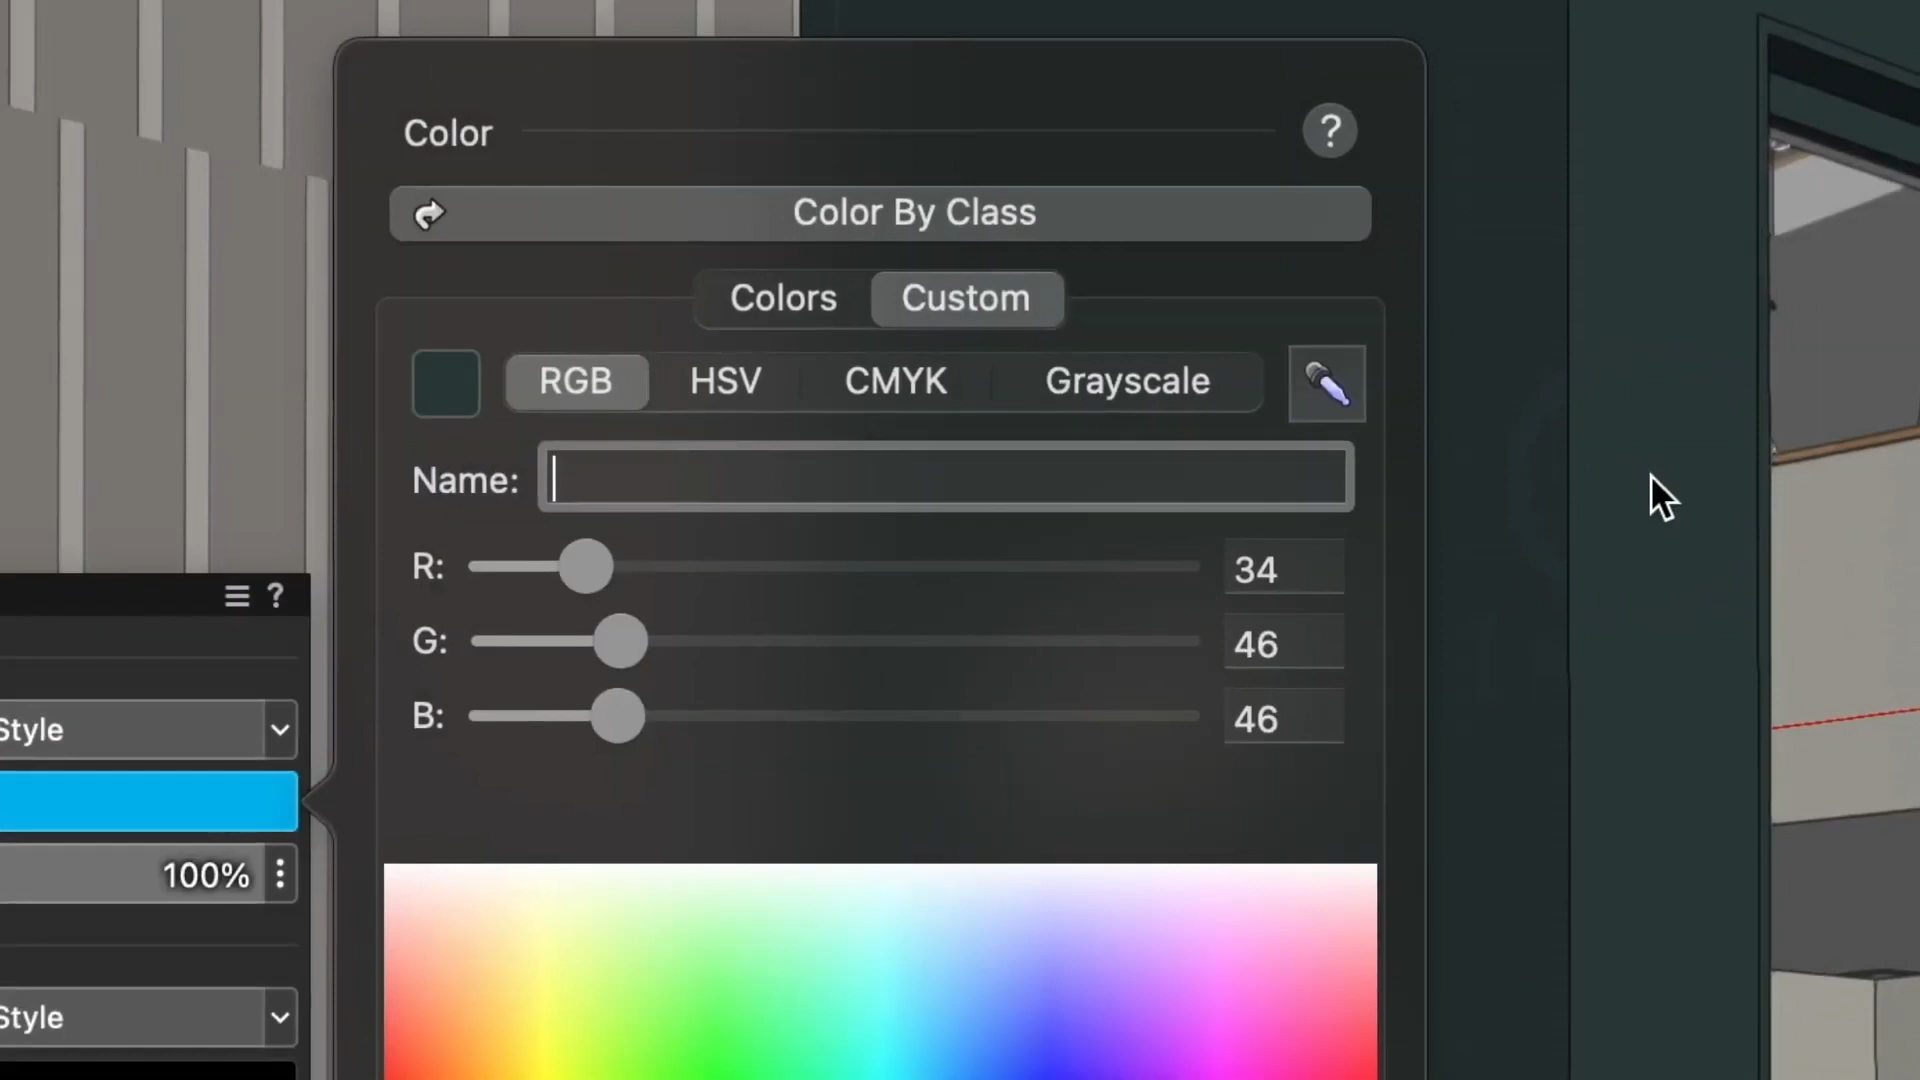 Color
?
Color By Class
Colors
Custom
RGB
HSV
CMYK
Grayscale
Name:
R:
34
G:
46
B:
46
?
Style
100%
Style